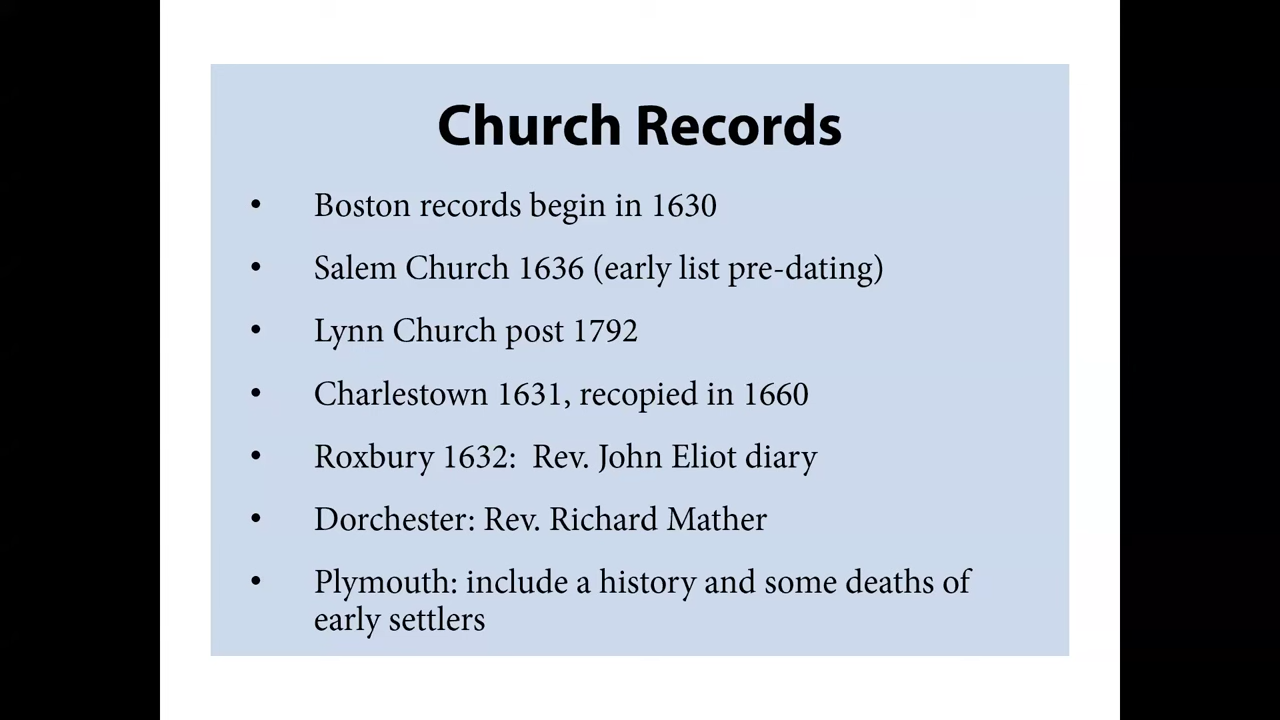 Church Records
• Boston records begin in 1630
• Salem Church 1636 (early list pre-dating)
• Lynn Church post 1792
• Charlestown 1631, recopied in 1660
• Roxbury 1632:  Rev. John Eliot diary
• Dorchester: Rev. Richard Mather
• Plymouth: include a history and some deaths of
early settlers